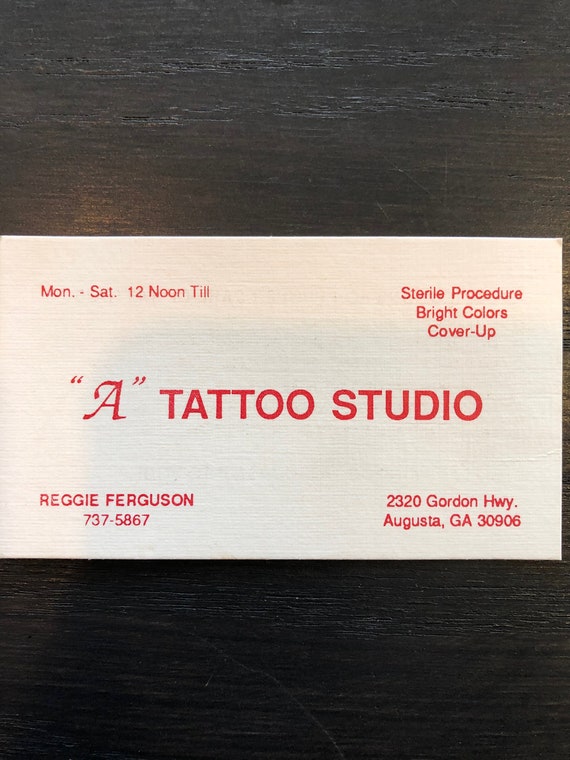 Mon. - Sat. 12 Noon Till
Sterile Procedure
Bright Colors
Cover-Up
"A" TATTOO STUDIO
REGGIE FERGUSON
737-5867
2320 Gordon Hwy.
Augusta, GA 30906